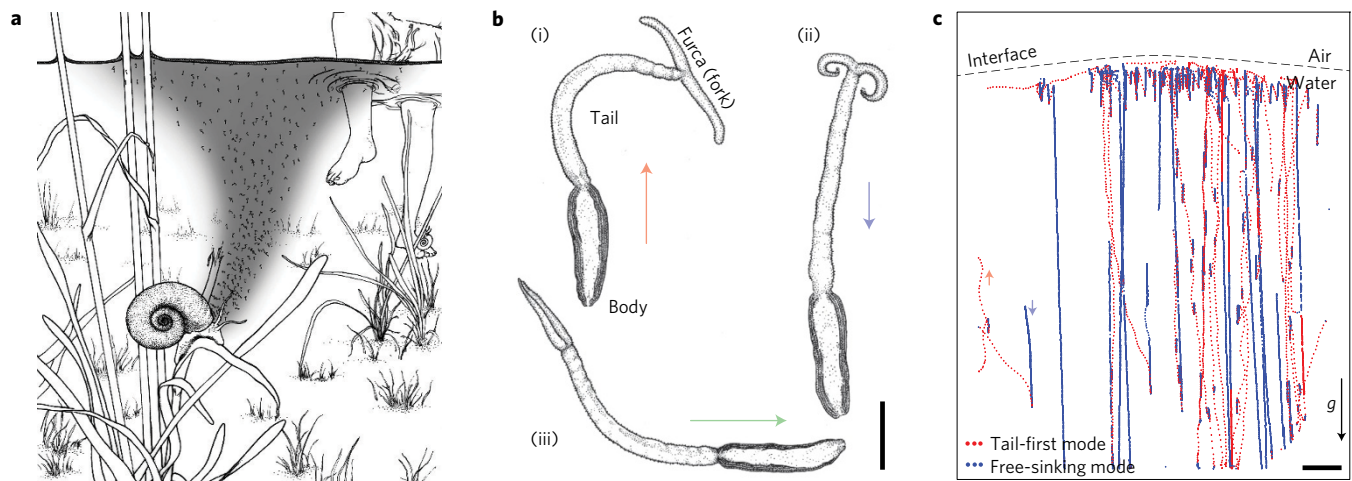 a
b
c
(i)
(ii)
Furca (fork)
Tail
Body
(iii)
Interface
Air
Water
g
Tail-first mode
Free-sinking mode